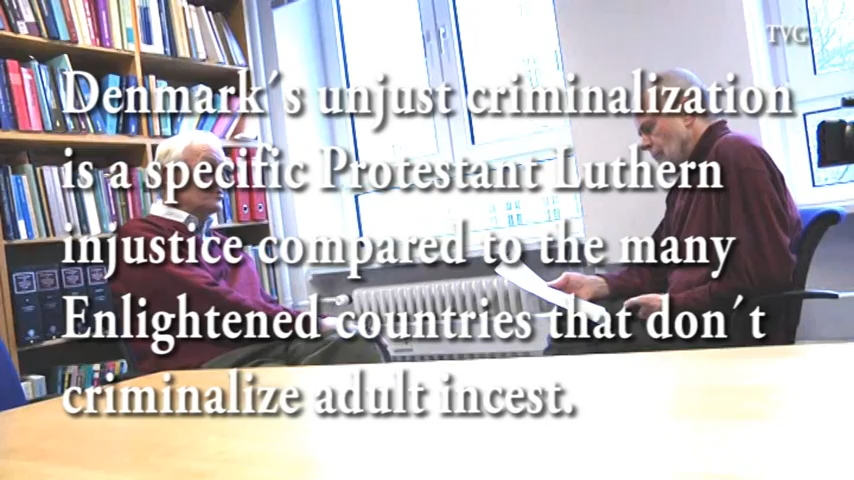 TVG
Denmark´s unjust criminalization
is a specific Protestant Luthern
injustice compared to the many
Enlightened countries that don´t
criminalize adult incest.